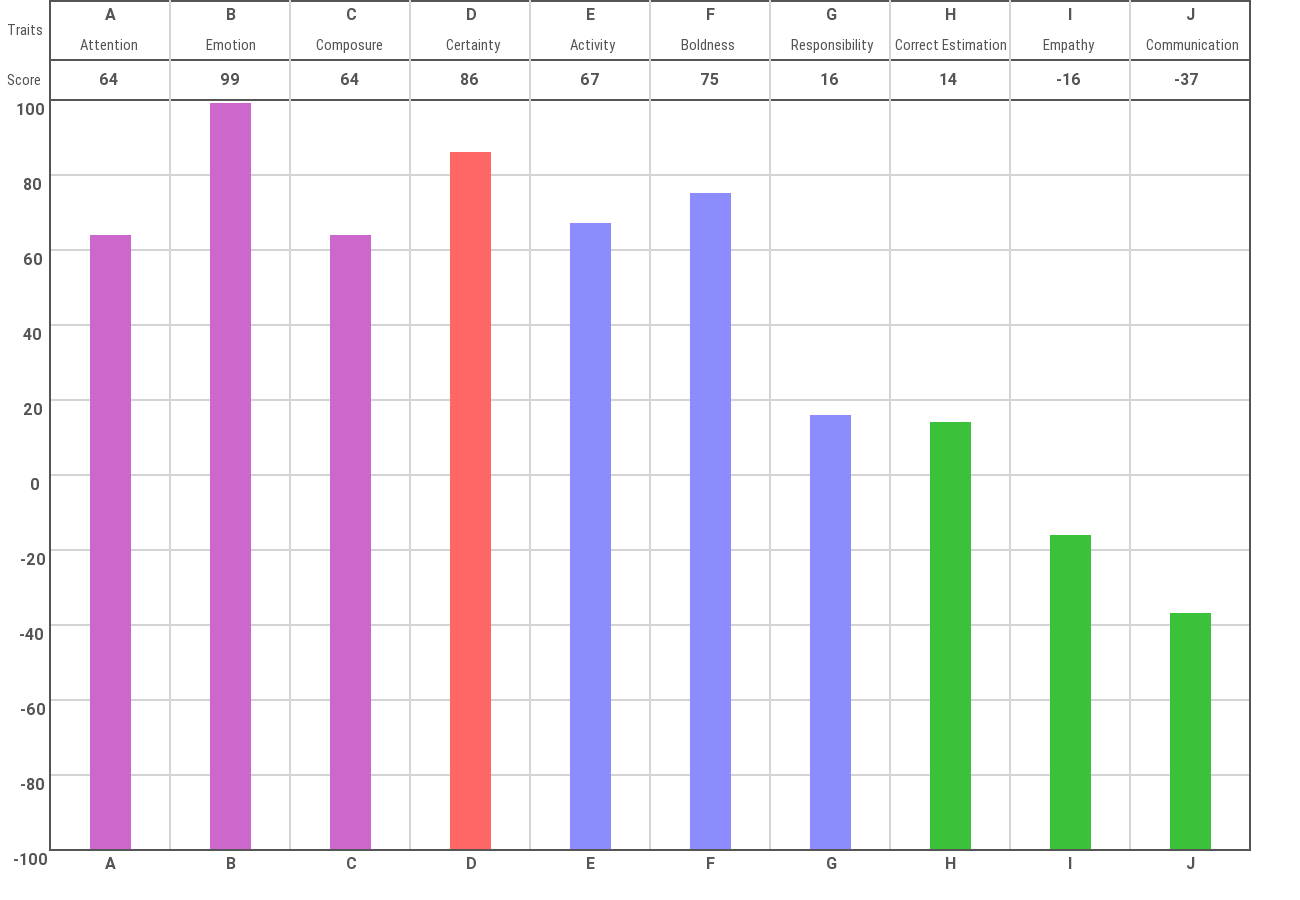 A B C D E F G H I J
Traits
Attention Emotion Composure Certainty Activity Boldness Responsibility Correct Estimation Empathy Communication
Score 64 99 64 86 67 75 16 14 -16 -37
100
80
60
40
20
0
-20
-40
-60
-80
-100
A B C D E F G H I J